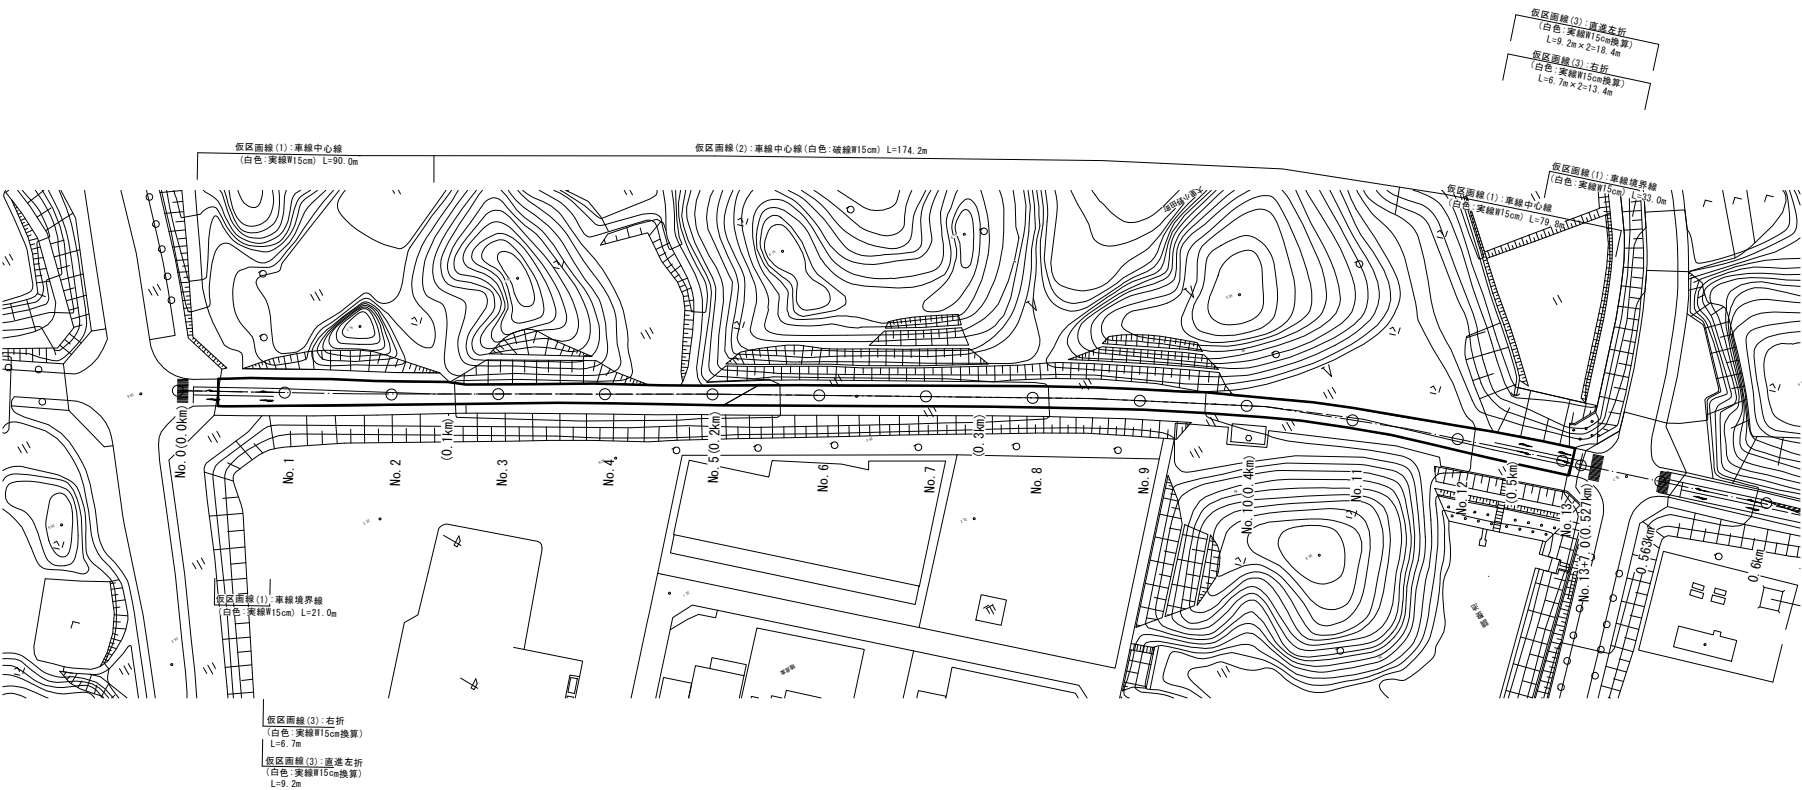 仮区画線(3):直進左折
(白色:実線W15cm換算)
L=9.2m×2=18.4m
仮区画線(3):右折
(白色:実線W15cm換算)
L=6.7m×2=13.4m
仮区画線(1):車線中心線
(白色:実線W15cm) L=90.0m
仮区画線(2):車線中心線(白色:破線W15cm) L=174.2m
仮区画線(1):車線境界線
(白色:実線W15cm) L=33.0m
仮区画線(1):車線中心線
(白色:実線W15cm) L=79.8m
No.0(0.0km)
No.1
No.2
(0.1km)
No.3
No.4
No.5(0.2km)
No.6
No.7
(0.3km)
No.8
No.9
No.10(0.4km)
No.11
No.12
(0.5km)
No.13
No.13+7.0(0.527km)
0.563km
0.6km
仮区画線(1):車線境界線
(白色:実線W15cm) L=21.0m
仮区画線(3):右折
(白色:実線W15cm換算)
L=6.7m
仮区画線(3):直進左折
(白色:実線W15cm換算)
L=9.2m